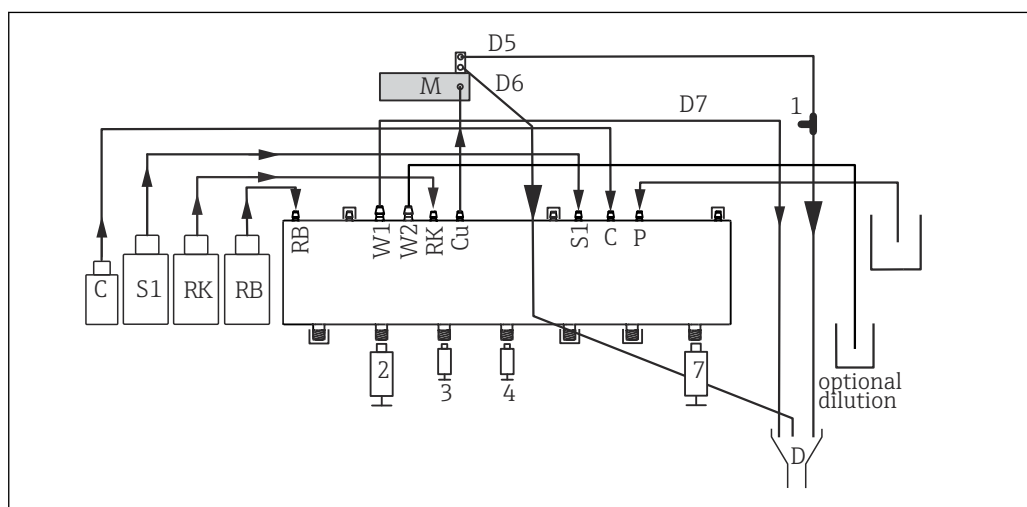 D5
M
D6
D7
1
RB
W1
W2
RK
Cu
S1
C
P
C
S1
RK
RB
2
3
4
7
optional
dilution
D